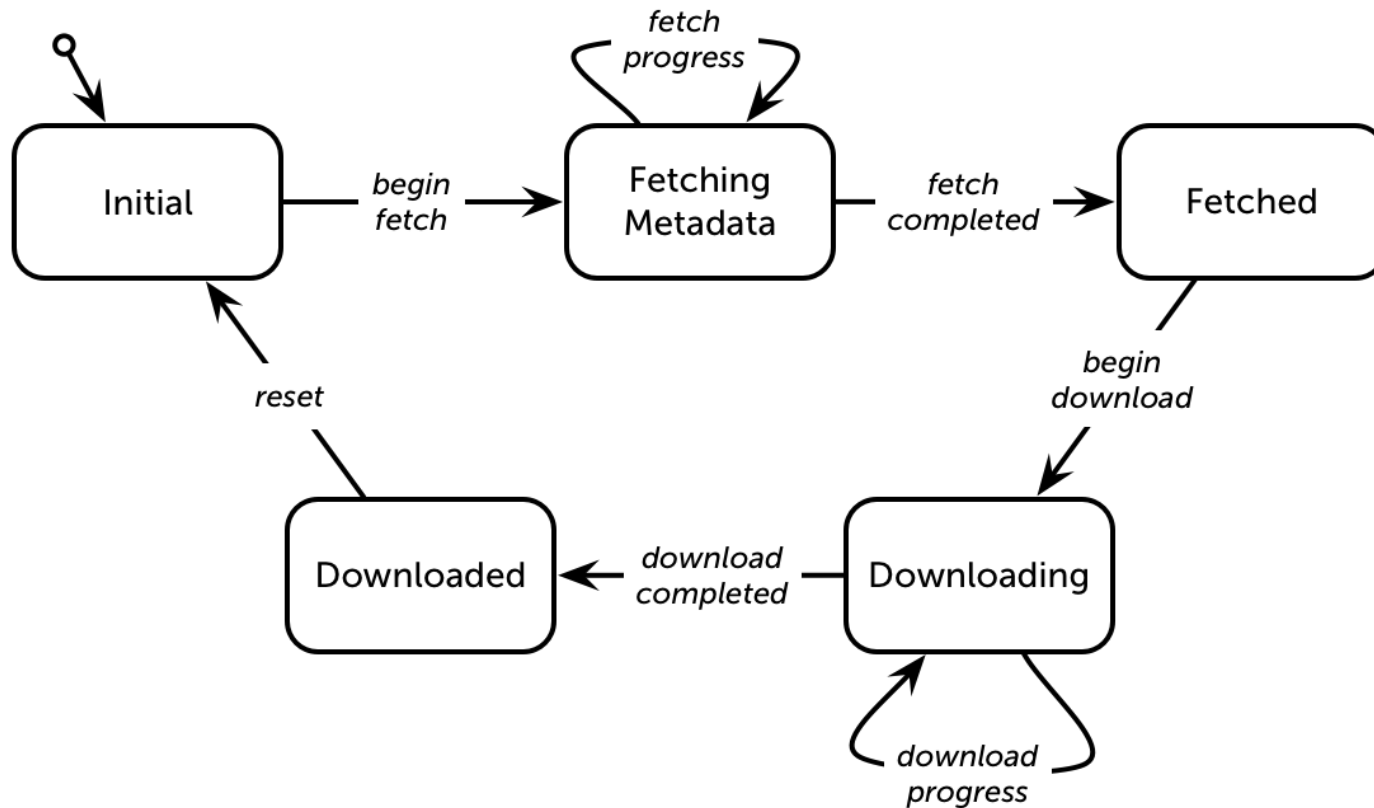 fetch
progress
Initial
begin
fetch
Fetching
Metadata
fetch
completed
Fetched
begin
download
reset
Downloaded
download
completed
Downloading
download
progress